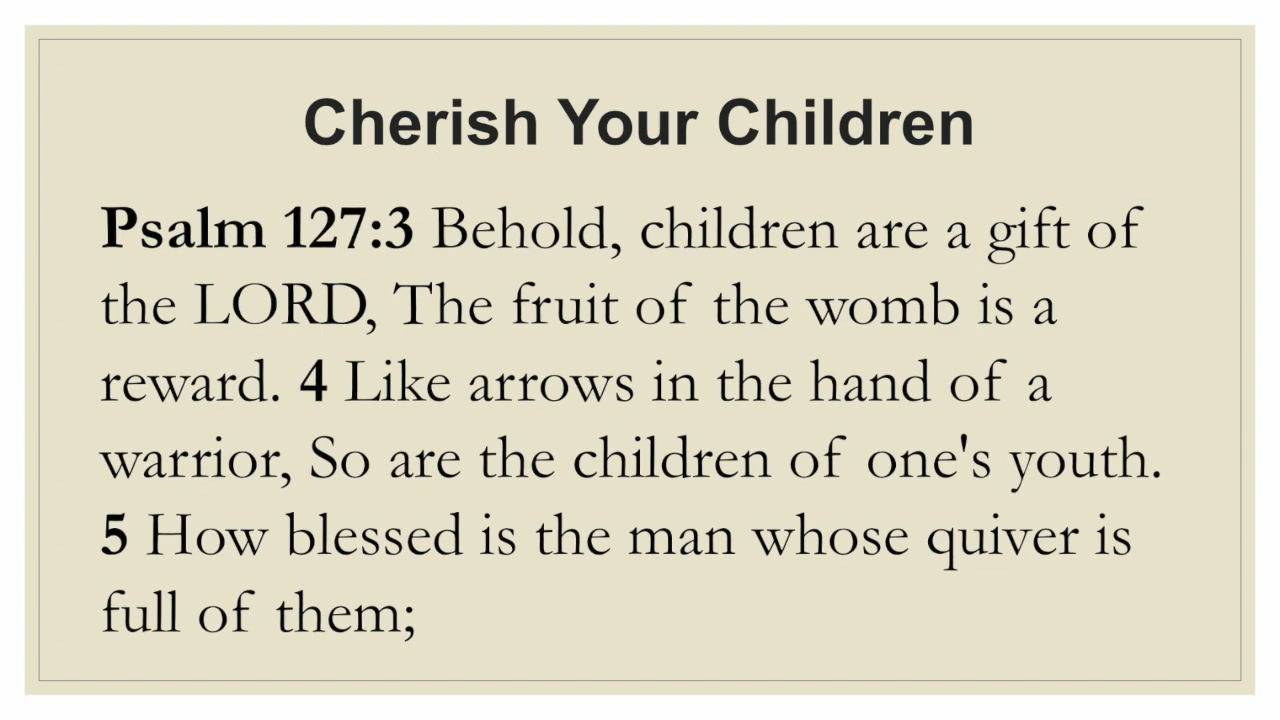 Cherish Your Children
Psalm 127:3 Behold, children are a gift of
the LORD, The fruit of the womb is a
reward. 4 Like arrows in the hand of a
warrior, So are the children of one's youth.
5 How blessed is the man whose quiver is
full of them;